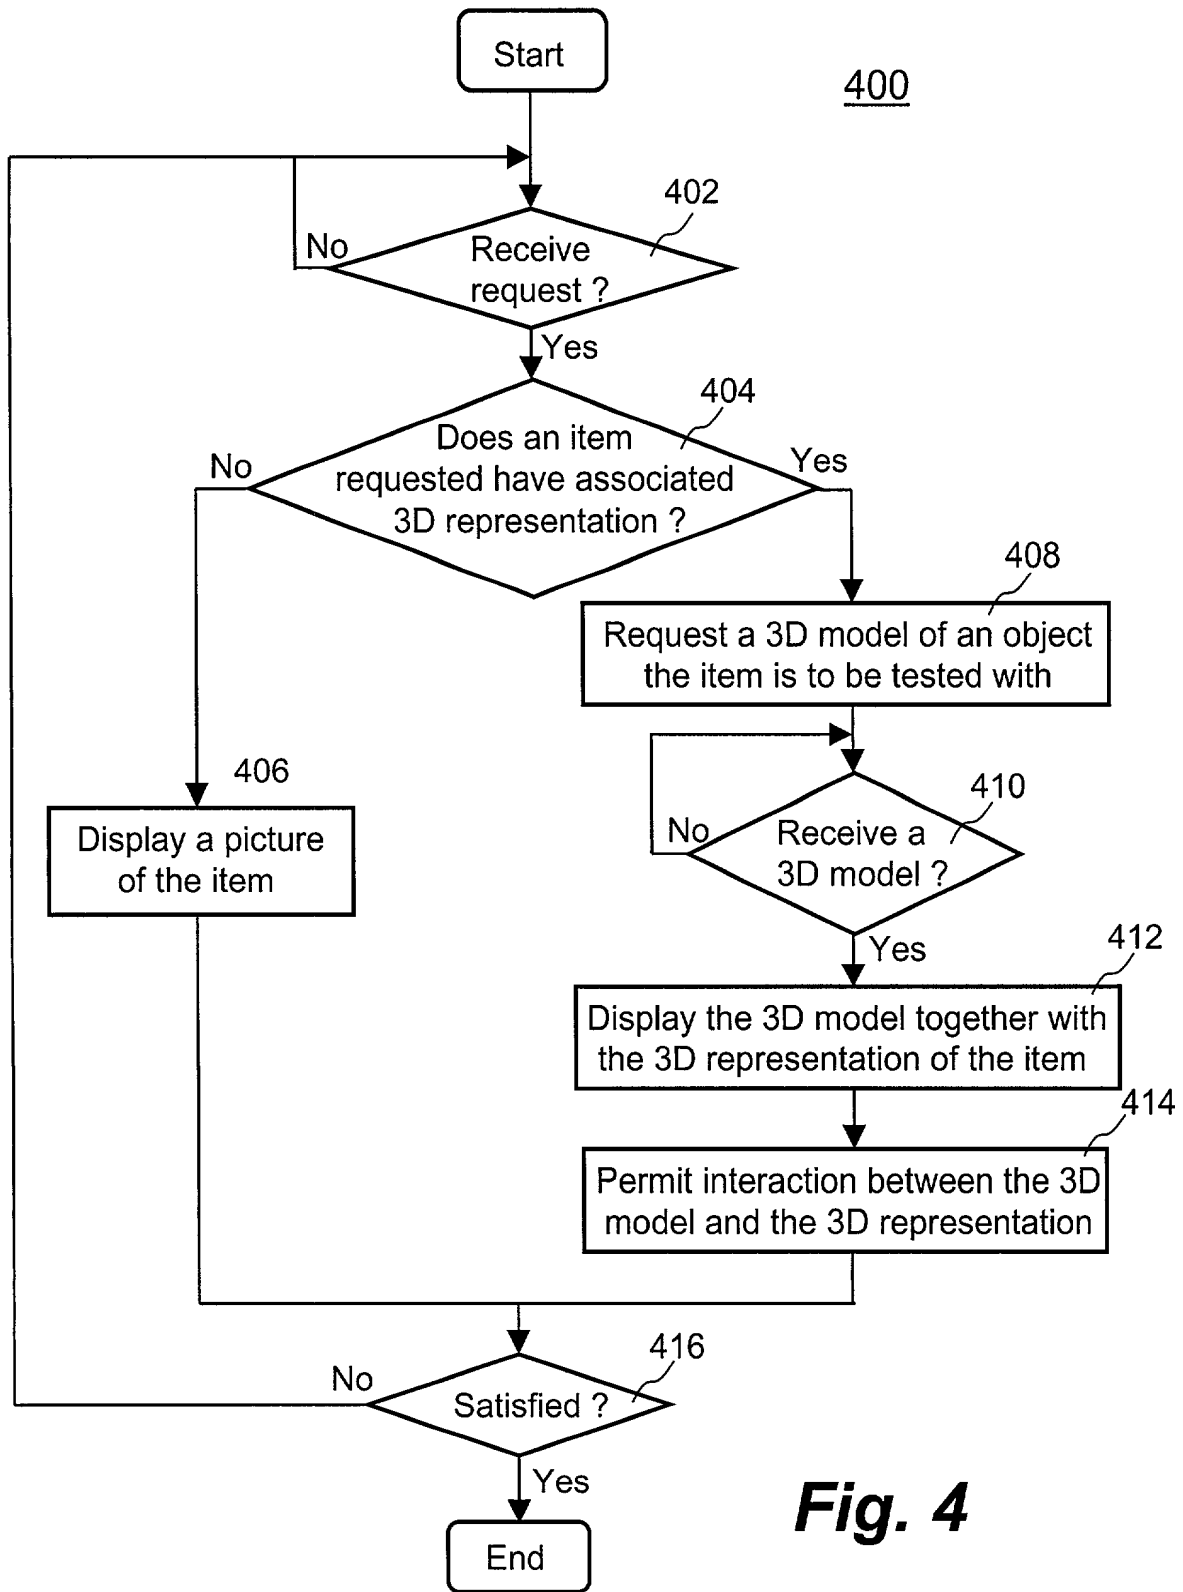 Start
400
402
No
Receive
request ?
Yes
404
Does an item
requested have associated
3D representation ?
No
Yes
408
Request a 3D model of an object
the item is to be tested with
406
Display a picture
of the item
410
No
Receive a
3D model ?
Yes
412
Display the 3D model together with
the 3D representation of the item
414
Permit interaction between the 3D
model and the 3D representation
416
No
Satisfied ?
Yes
End
Fig. 4